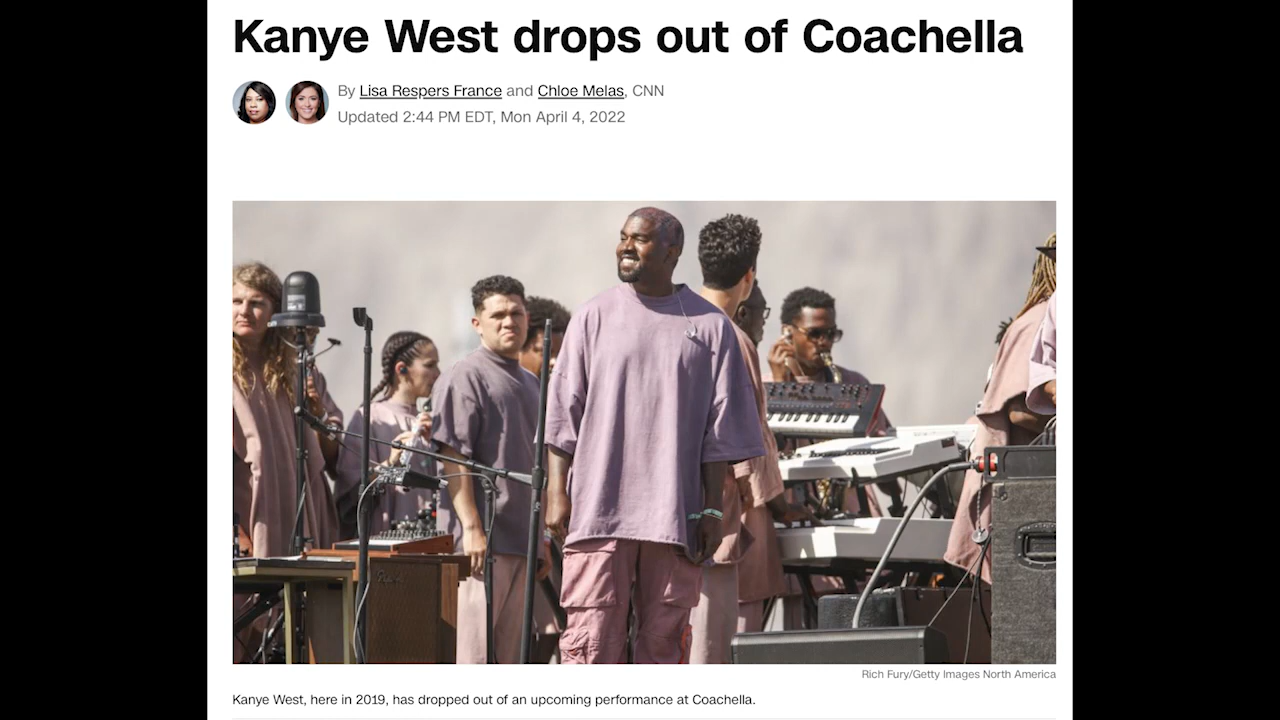 Kanye West drops out of Coachella
By Lisa Respers France and Chloe Melas, CNN
Updated 2:44 PM EDT, Mon April 4, 2022
Rich Fury/Getty Images North America
Kanye West, here in 2019, has dropped out of an upcoming performance at Coachella.